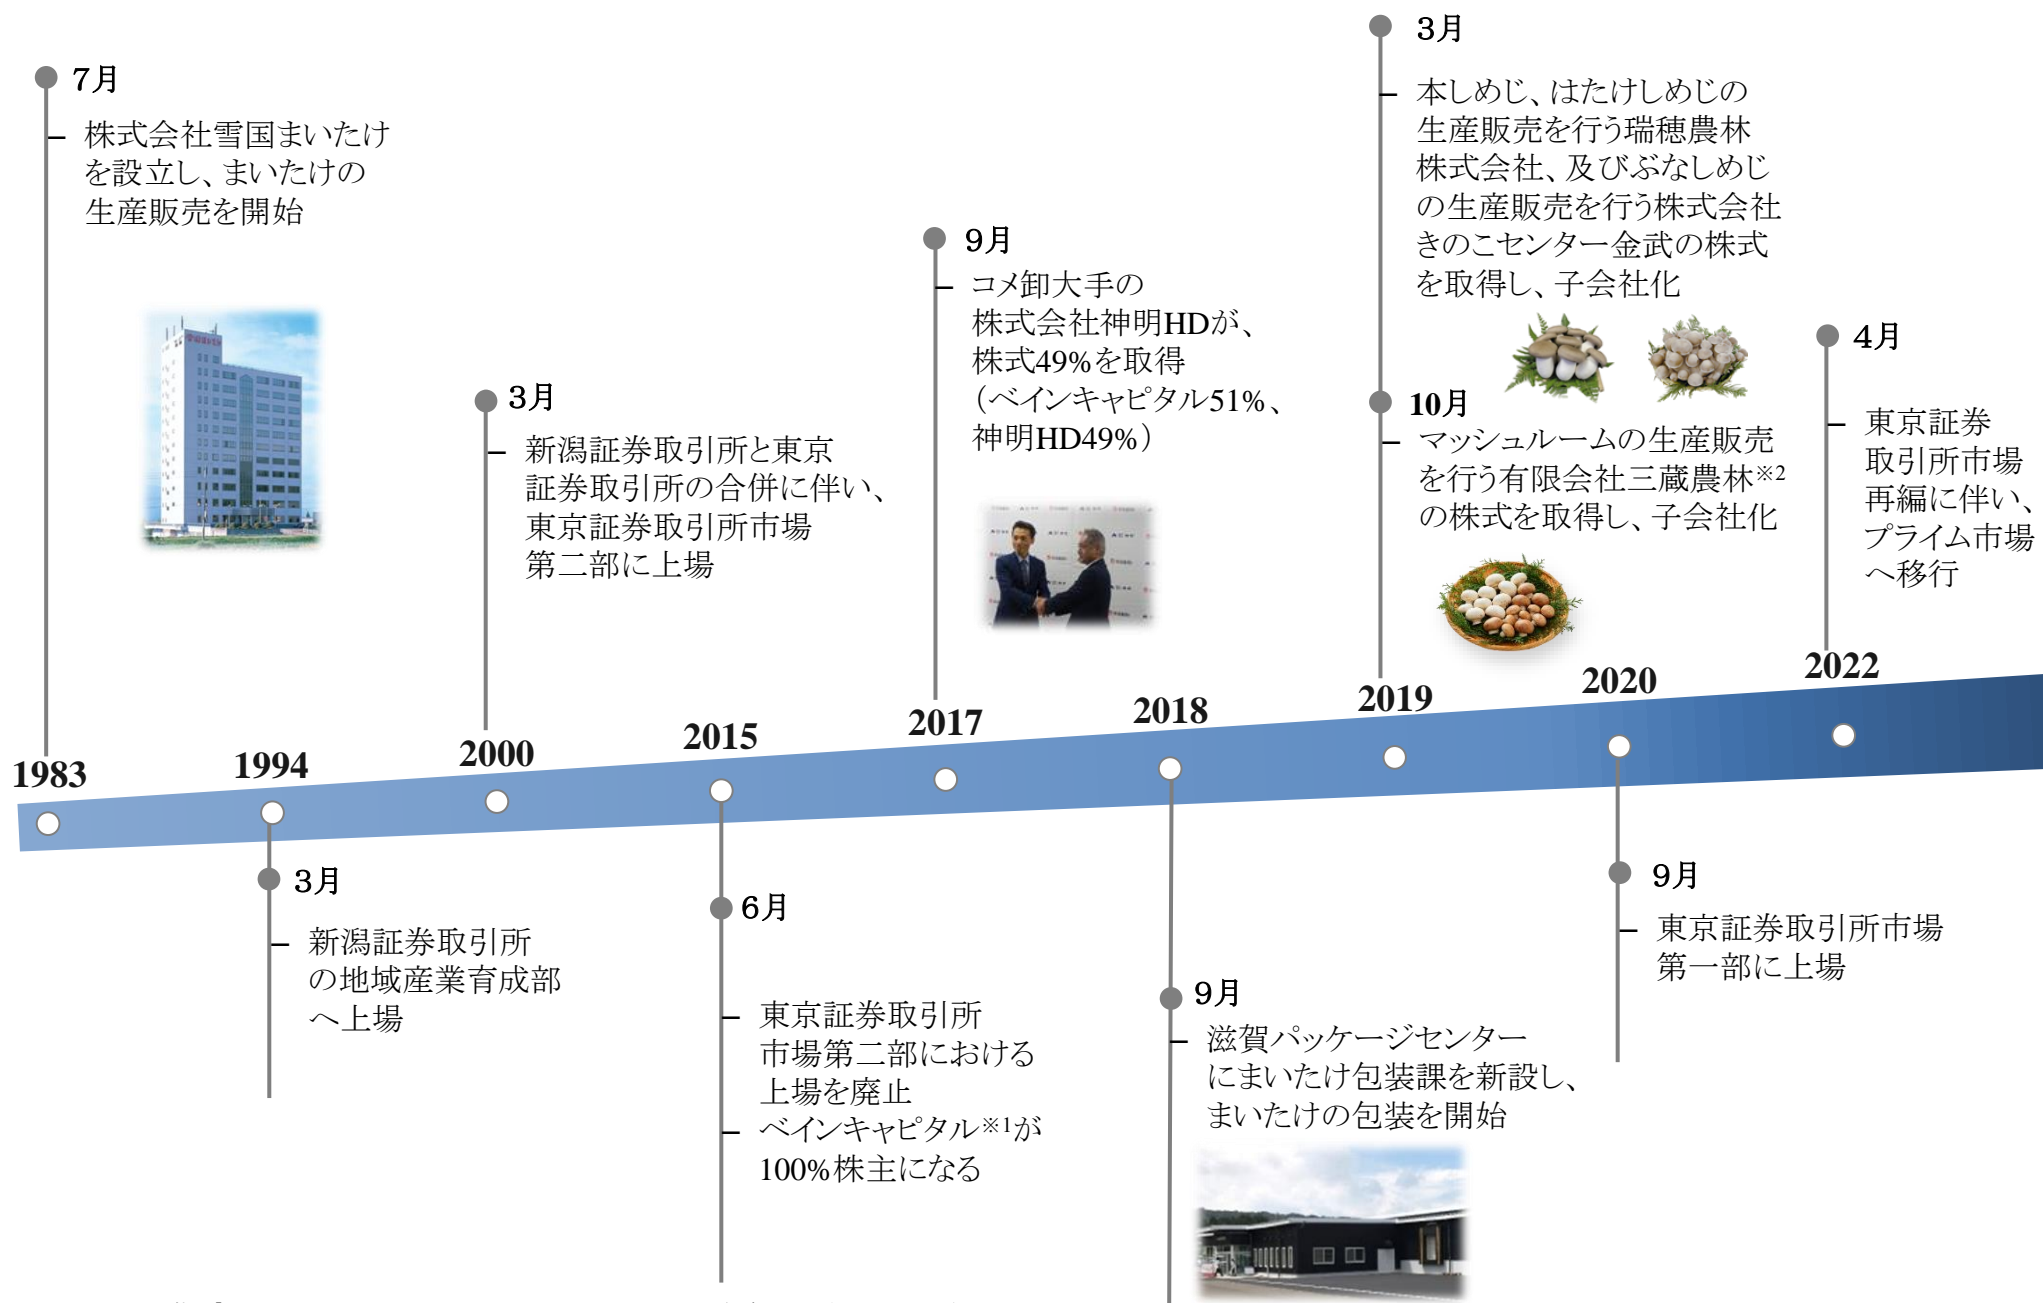 1983
7月
– 株式会社雪国まいたけ
を設立し、まいたけの
生産販売を開始
1994
3月
– 新潟証券取引所
の地域産業育成部
へ上場
2000
3月
– 新潟証券取引所と東京
証券取引所の合併に伴い、
東京証券取引所市場
第二部に上場
2015
6月
– 東京証券取引所
市場第二部における
上場を廃止
– ベインキャピタル※1が
100%株主になる
2017
9月
– コメ卸大手の
株式会社神明HDが、
株式49%を取得
（ベインキャピタル51%、
神明HD49%）
2018
9月
– 滋賀パッケージセンター
にまいたけ包装課を新設し、
まいたけの包装を開始
2019
3月
– 本しめじ、はたけしめじの
生産販売を行う瑞穂農林
株式会社、及びぶなしめじ
の生産販売を行う株式会社
きのこセンター金武の株式
を取得し、子会社化
10月
– マッシュルームの生産販売
を行う有限会社三蔵農林※2
の株式を取得し、子会社化
2020
9月
– 東京証券取引所市場
第一部に上場
2022
4月
– 東京証券
取引所市場
再編に伴い、
プライム市場
へ移行